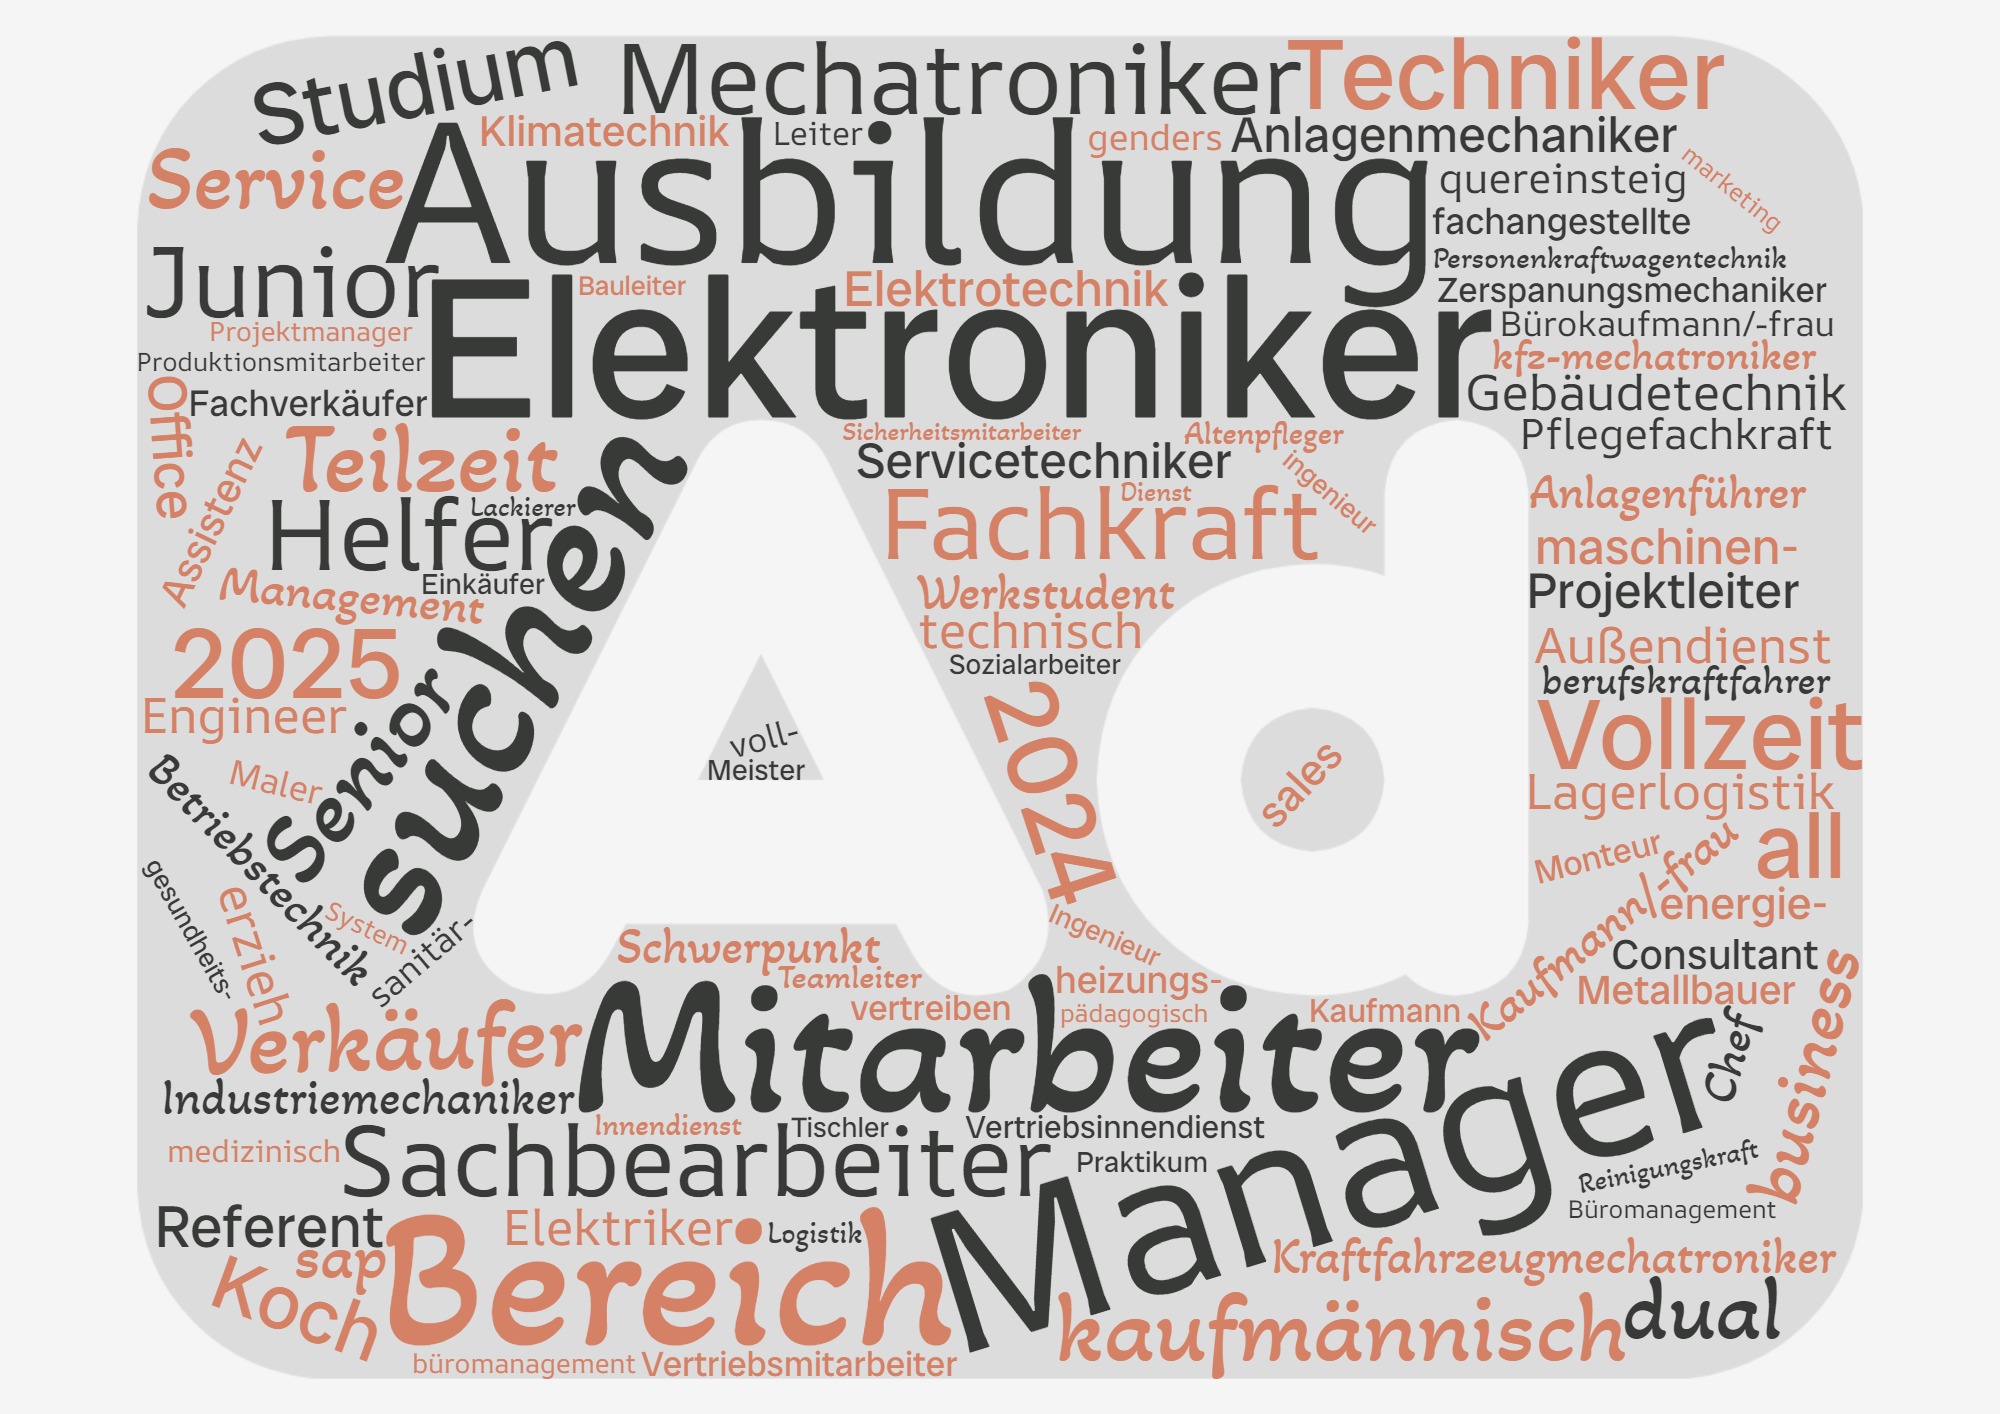 Studium
Mechatroniker
Techniker
Klimatechnik
Leiter
genders
Anlagenmechaniker
Service
Ausbildung
quereinsteig
marketing
fachangestellte
Junior
Personenkraftwagentechnik
Bauleiter
Elektrotechnik
Zerspanungsmechaniker
Projektmanager
Elektroniker
Bürokaufmann/-frau
Produktionsmitarbeiter
kfz-mechatroniker
Office
Fachverkäufer
Gebäudetechnik
Sicherheitsmitarbeiter
Altenpfleger
Pflegefachkraft
Teilzeit
Servicetechniker
ingenieur
Assistenz
Lackierer
Dienst
Anlagenführer
Helfer
Fachkraft
maschinen-
Einkäufer
Management
Werkstudent
Projektleiter
suchen
technisch
2025
Sozialarbeiter
Außendienst
berufskraftfahrer
Engineer
Senior
Ad
voll-
Meister
2024
sales
Vollzeit
Maler
Lagerlogistik
Betriebstechnik
all
Monteur
gesundheits-
erzieh
System
sanitär-
Kaufmann/-frau
energie-
Schwerpunkt
Ingenieur
Consultant
Teamleiter
heizungs-
Metallbauer
vertreiben
pädagogisch
Kaufmann
business
Verkäufer
Mitarbeiter
Chef
Industriemechaniker
Innendienst
Tischler
Vertriebsinnendienst
Manager
medizinisch
Sachbearbeiter
Praktikum
Reinigungskraft
Büromanagement
Referent
Elektriker
Logistik
sap
Bereich
Kraftfahrzeugmechatroniker
Koch
kaufmännisch
dual
büromanagement
Vertriebsmitarbeiter